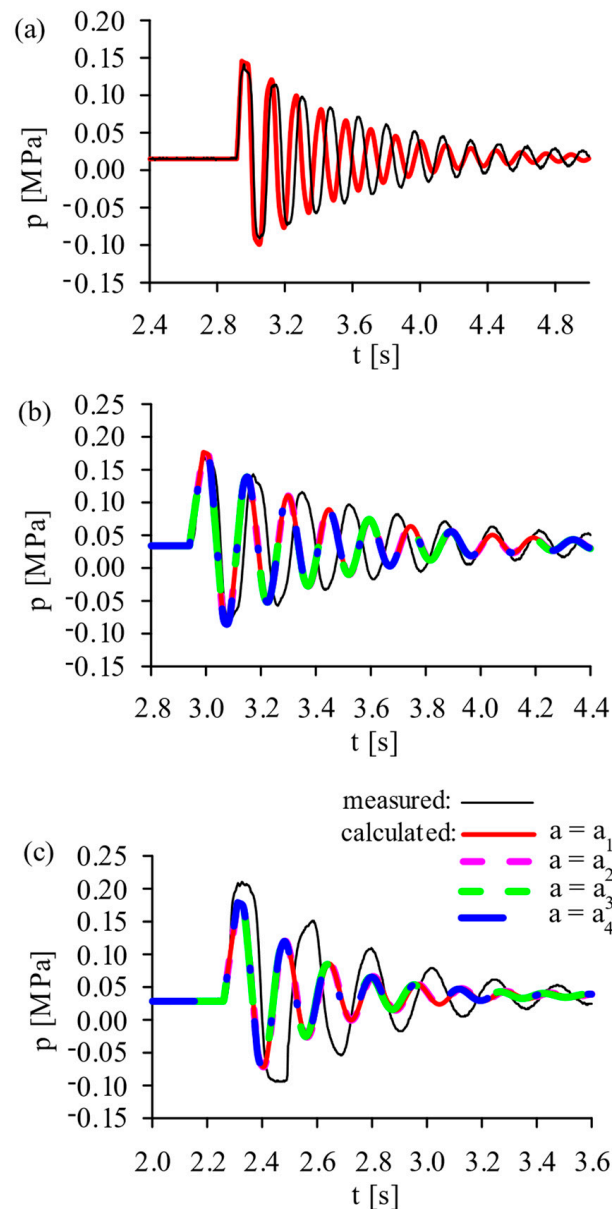 (a)
0.20
0.15
0.10
0.05
0.00
-0.05
-0.10
-0.15
p [MPa]
2.4 2.8 3.2 3.6 4.0 4.4 4.8
t [s]
(b)
0.25
0.20
0.15
0.10
0.05
0.00
-0.05
-0.10
-0.15
p [MPa]
2.8 3.0 3.2 3.4 3.6 3.8 4.0 4.2 4.4
t [s]
measured:
calculated: a = a1
a = a2
a = a3
a = a4
(c)
0.25
0.20
0.15
0.10
0.05
0.00
-0.05
-0.10
-0.15
p [MPa]
2.0 2.2 2.4 2.6 2.8 3.0 3.2 3.4 3.6
t [s]